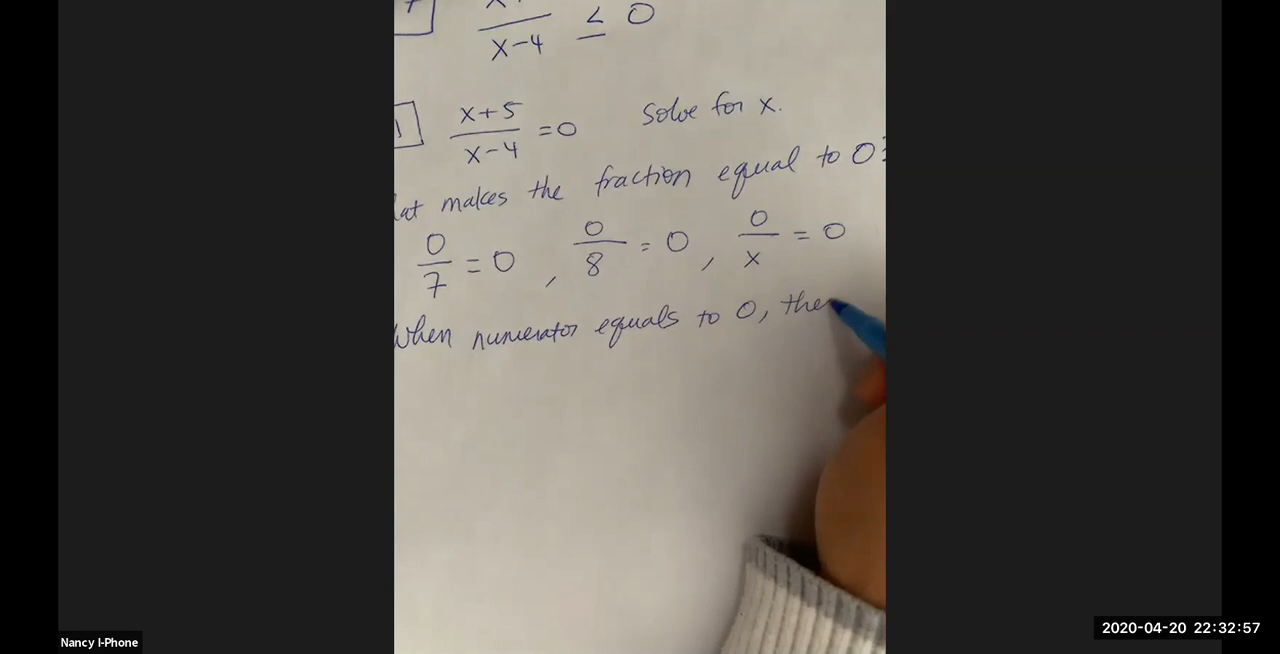 x-4 ≤ 0
x+5 / x-4 = 0 Solve for x.
makes the fraction equal to 0?
0/7 = 0 , 0/8 = 0 , 0/x = 0
When numerator equals to 0, the
Nancy I-Phone
2020-04-20 22:32:57